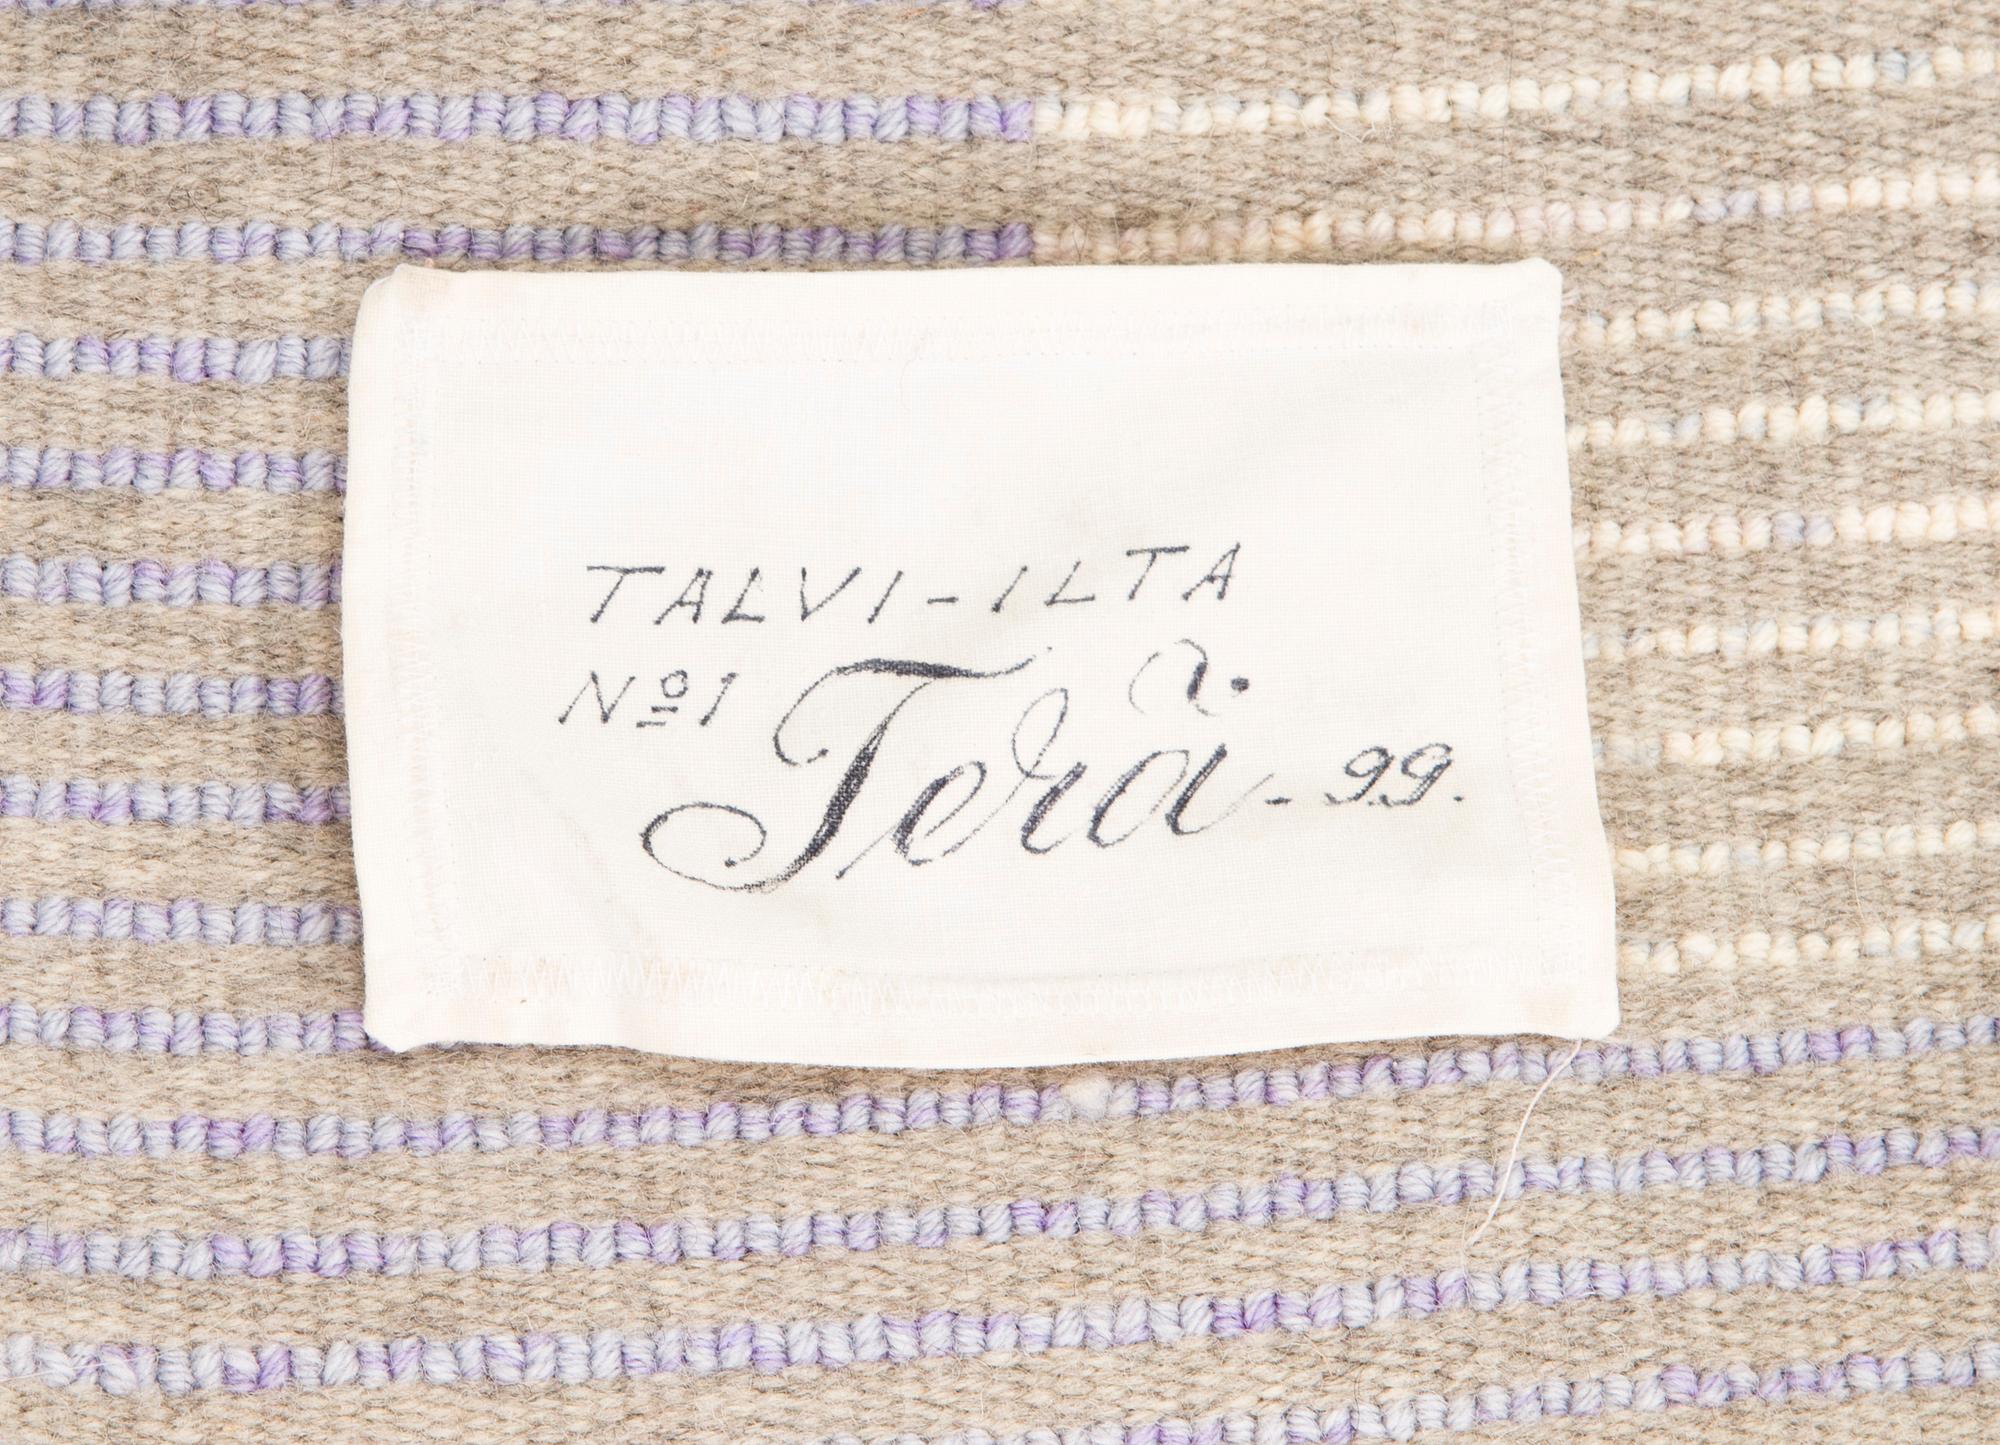 TALVI-ILTA
Nº1 Terä - 99.